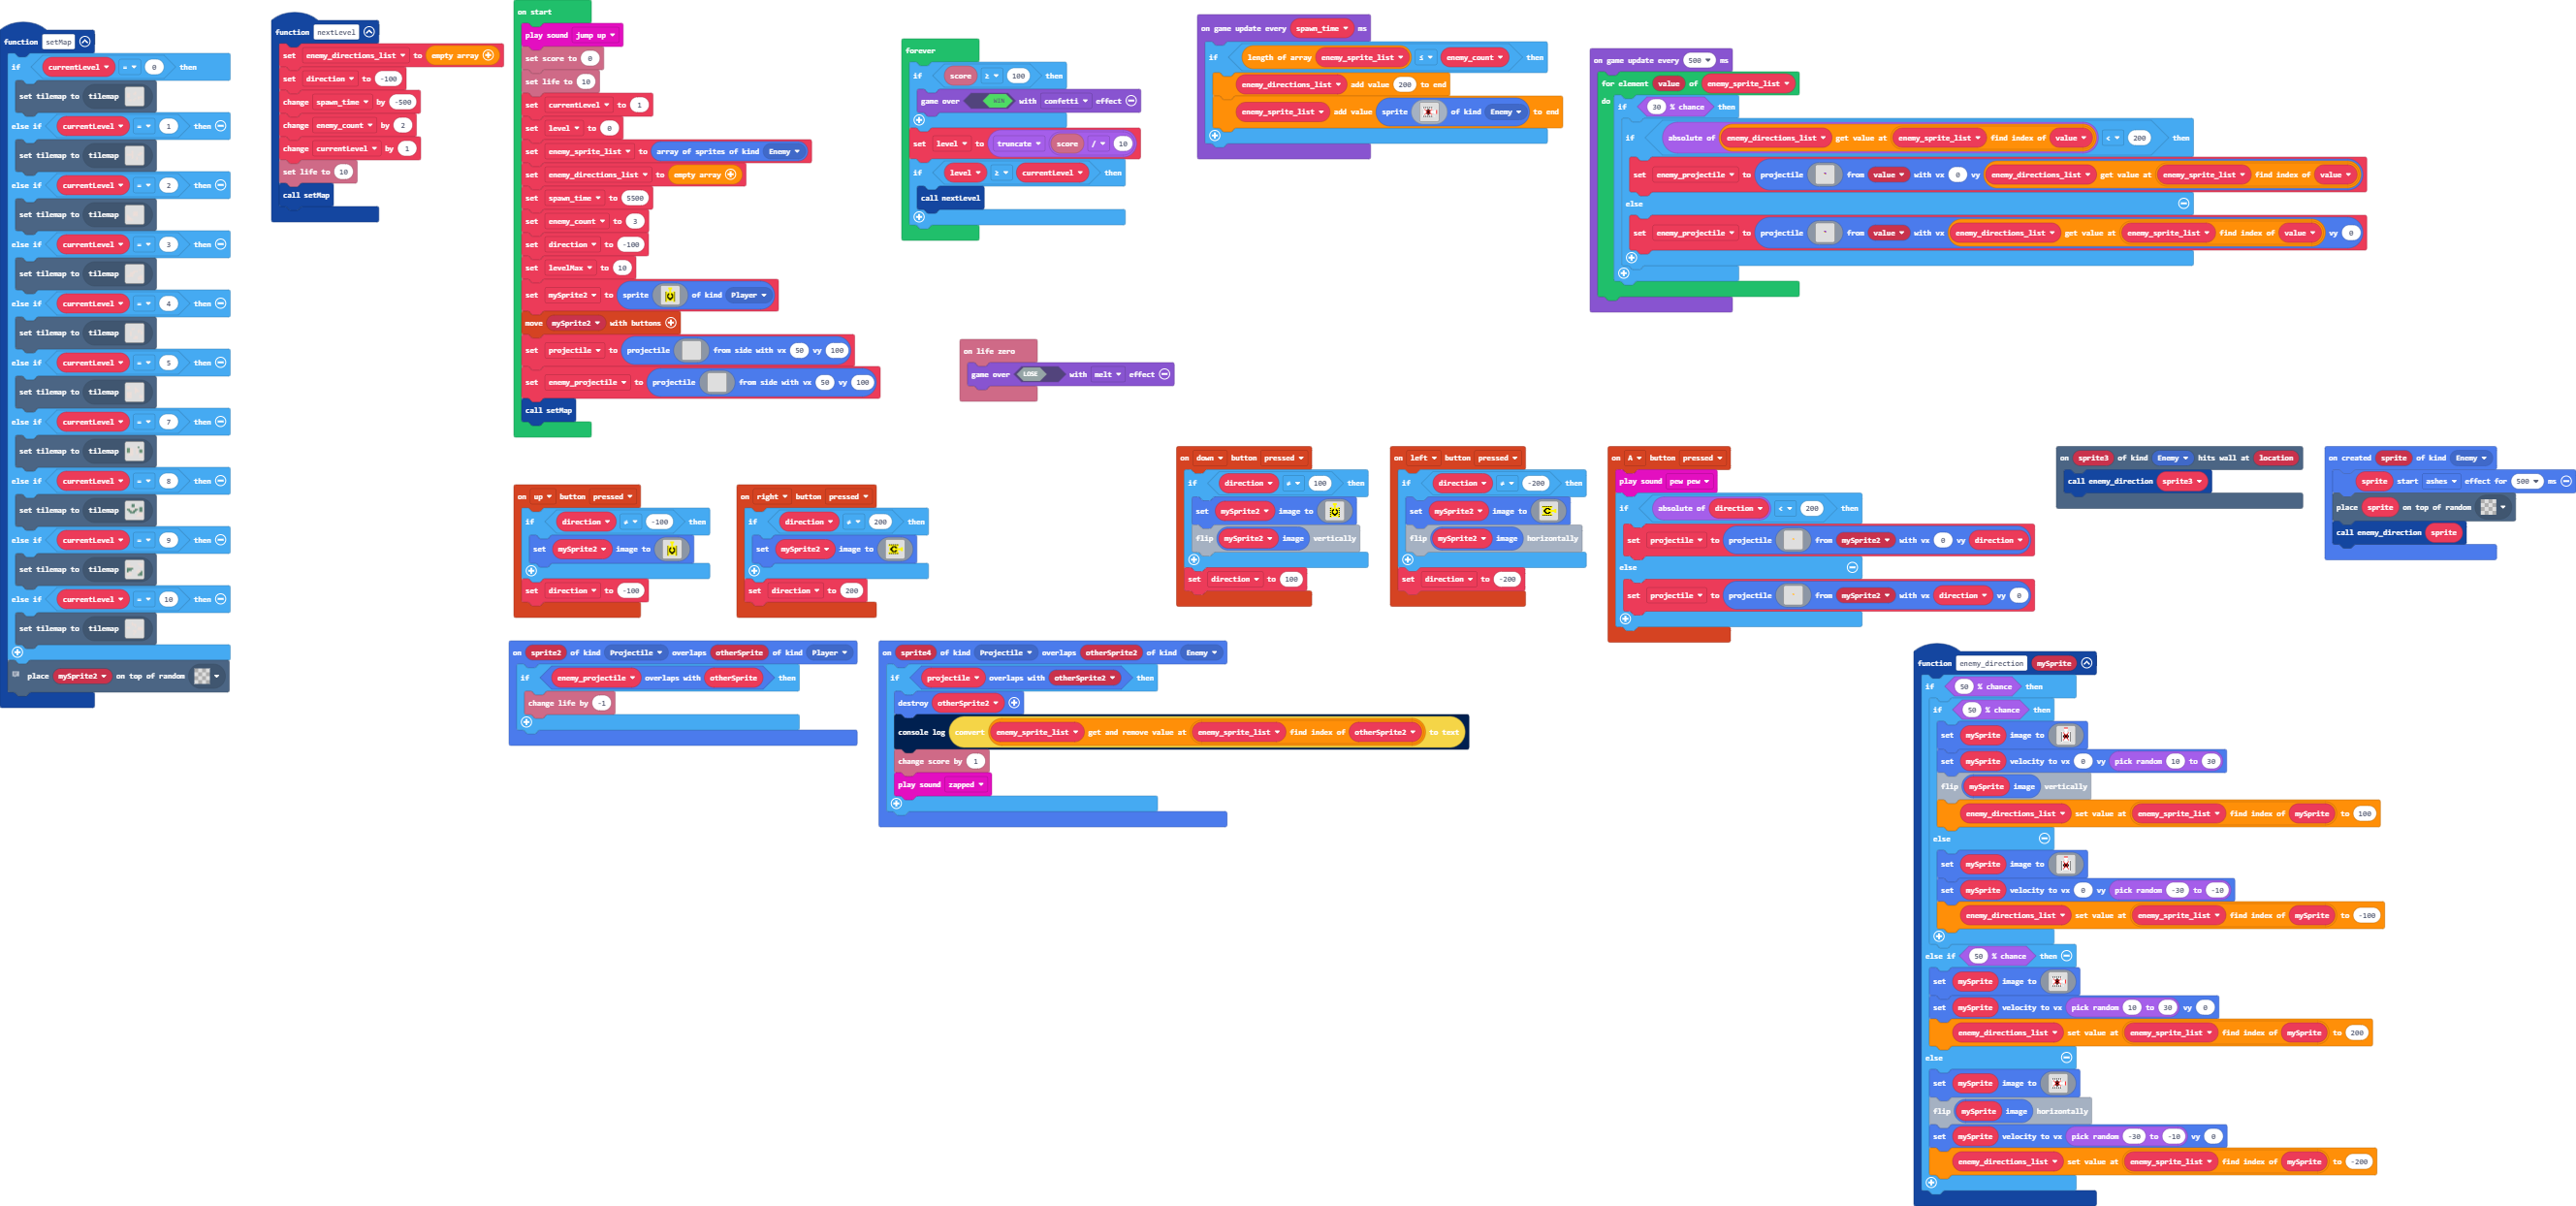 function setMap
if currentLevel = 0 then
set tilemap to tilemap
else if currentLevel = 1 then
set tilemap to tilemap
else if currentLevel = 2 then
set tilemap to tilemap
else if currentLevel = 3 then
set tilemap to tilemap
else if currentLevel = 4 then
set tilemap to tilemap
else if currentLevel = 5 then
set tilemap to tilemap
else if currentLevel = 7 then
set tilemap to tilemap
else if currentLevel = 8 then
set tilemap to tilemap
else if currentLevel = 9 then
set tilemap to tilemap
else if currentLevel = 10 then
set tilemap to tilemap
place mySprite2 on top of random
function nextLevel
set enemy_directions_list to empty array
set direction to -100
change spawn_time by -500
change enemy_count by 2
change currentLevel by 1
set life to 10
call setMap
on start
play sound jump up
set score to 0
set life to 10
set currentLevel to 1
set level to 0
set enemy_sprite_list to array of sprites of kind Enemy
set enemy_directions_list to empty array
set spawn_time to 5500
set enemy_count to 3
set direction to -100
set levelMax to 10
set mySprite2 to sprite of kind Player
move mySprite2 with buttons
set projectile to projectile from side with vx 50 vy 100
set enemy_projectile to projectile from side with vx 50 vy 100
call setMap
forever
if score ≥ 100 then
game over WIN with confetti effect
set level to truncate score / 10
if level ≥ currentLevel then
call nextLevel
on life zero
game over LOSE with melt effect
on game update every spawn_time ms
if length of array enemy_sprite_list ≤ enemy_count then
enemy_directions_list add value 200 to end
enemy_sprite_list add value sprite of kind Enemy to end
on game update every 500 ms
for element value of enemy_sprite_list
do if 30 % chance then
if absolute of enemy_directions_list get value at enemy_sprite_list find index of value < 200 then
set enemy_projectile to projectile from value with vx 0 vy enemy_directions_list get value at enemy_sprite_list find index of value
else
set enemy_projectile to projectile from value with vx enemy_directions_list get value at enemy_sprite_list find index of value vy 0
on up button pressed
if direction ≠ -100 then
set mySprite2 image to
set direction to -100
on right button pressed
if direction ≠ 200 then
set mySprite2 image to
set direction to 200
on down button pressed
if direction ≠ 100 then
set mySprite2 image to
flip mySprite2 image vertically
set direction to 100
on left button pressed
if direction ≠ -200 then
set mySprite2 image to
flip mySprite2 image horizontally
set direction to -200
on A button pressed
play sound pew pew
if absolute of direction < 200 then
set projectile to projectile from mySprite2 with vx 0 vy direction
else
set projectile to projectile from mySprite2 with vx direction vy 0
on sprite3 of kind Enemy hits wall at location
call enemy_direction sprite3
on created sprite of kind Enemy
sprite start ashes effect for 500 ms
place sprite on top of random
call enemy_direction sprite
on sprite2 of kind Projectile overlaps otherSprite of kind Player
if enemy_projectile overlaps with otherSprite then
change life by -1
on sprite4 of kind Projectile overlaps otherSprite2 of kind Enemy
if projectile overlaps with otherSprite2 then
destroy otherSprite2
console log convert enemy_sprite_list get and remove value at enemy_sprite_list find index of otherSprite2 to text
change score by 1
play sound zapped
function enemy_direction mySprite
if 50 % chance then
if 50 % chance then
set mySprite image to
set mySprite velocity to vx 0 vy pick random 10 to 30
flip mySprite image vertically
enemy_directions_list set value at enemy_sprite_list find index of mySprite to 100
else
set mySprite image to
set mySprite velocity to vx 0 vy pick random -30 to -10
enemy_directions_list set value at enemy_sprite_list find index of mySprite to -100
else if 50 % chance then
set mySprite image to
set mySprite velocity to vx pick random 10 to 30 vy 0
enemy_directions_list set value at enemy_sprite_list find index of mySprite to 200
else
set mySprite image to
flip mySprite image horizontally
set mySprite velocity to vx pick random -30 to -10 vy 0
enemy_directions_list set value at enemy_sprite_list find index of mySprite to -200